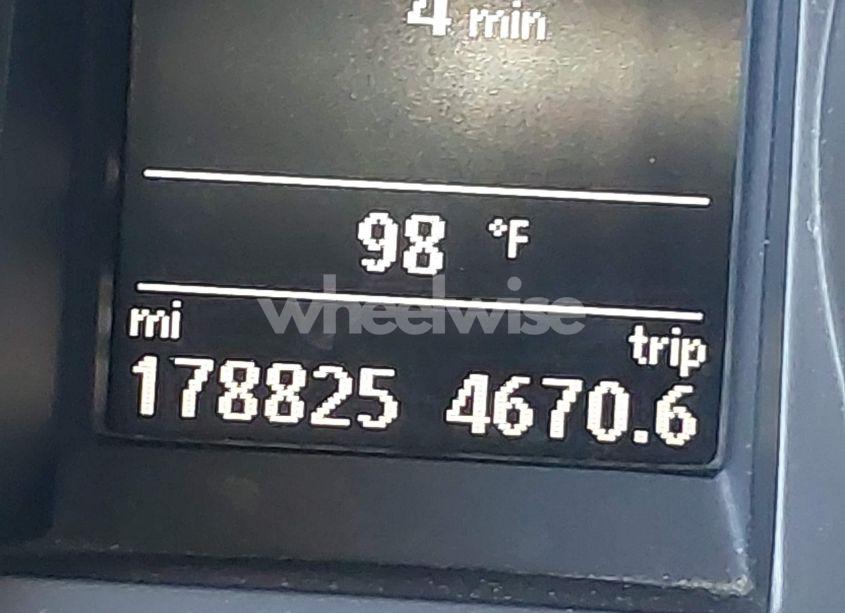 4 min
98 °F
wheelwise
mi trip
178825 4670.6